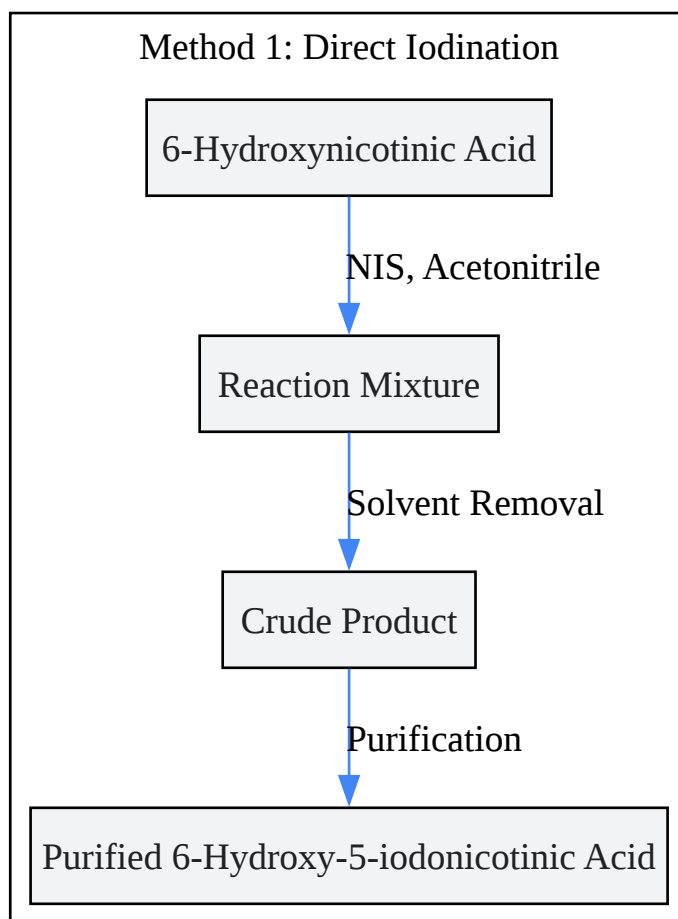 Method 1: Direct Iodination
6-Hydroxynicotinic Acid
NIS, Acetonitrile
Reaction Mixture
Solvent Removal
Crude Product
Purification
Purified 6-Hydroxy-5-iodonicotinic Acid